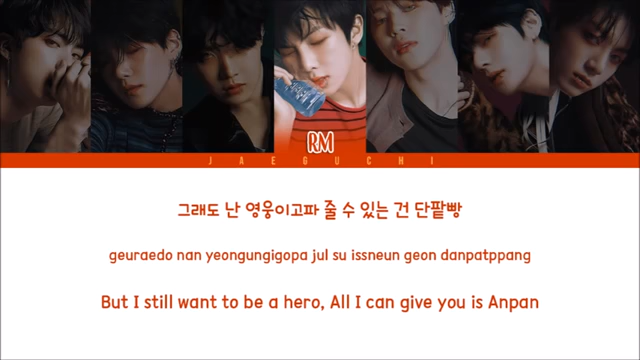 RM
JAEGUCHI
그래도 난 영웅이고파 줄 수 있는 건 단팥빵
geuraedo nan yeongungigopa jul su issneun geon danpatppang
But I still want to be a hero, All I can give you is Anpan